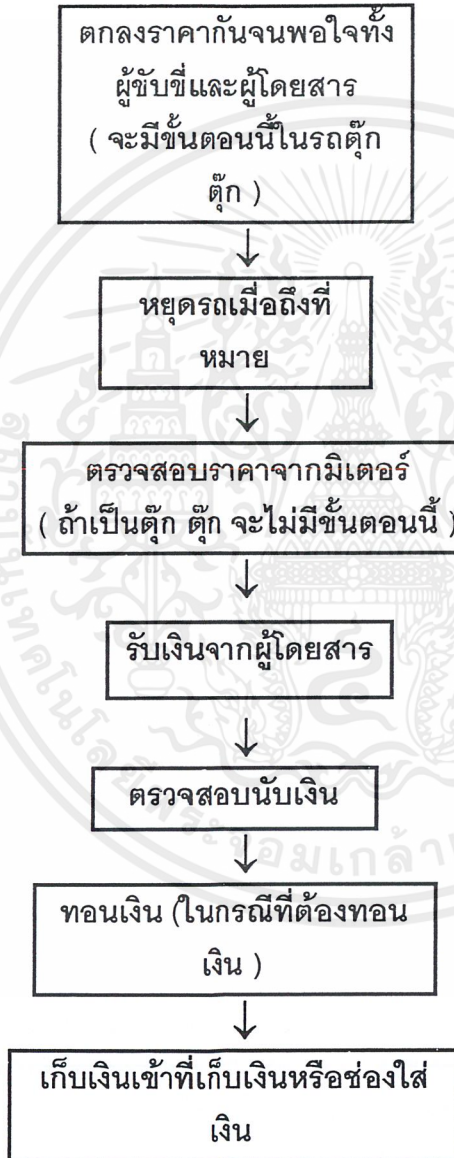 ตกลงราคากันจนพอใจทั้ง
ผู้ขับขี่และผู้โดยสาร
( จะมีขั้นตอนนี้ในรถตุ๊ก
ตุ๊ก )
หยุดรถเมื่อถึงที่
หมาย
ตรวจสอบราคาจากมิเตอร์
( ถ้าเป็นตุ๊ก ตุ๊ก จะไม่มีขั้นตอนนี้ )
รับเงินจากผู้โดยสาร
ตรวจสอบนับเงิน
ทอนเงิน (ในกรณีที่ต้องทอน
เงิน )
เก็บเงินเข้าที่เก็บเงินหรือช่องใส่
เงิน